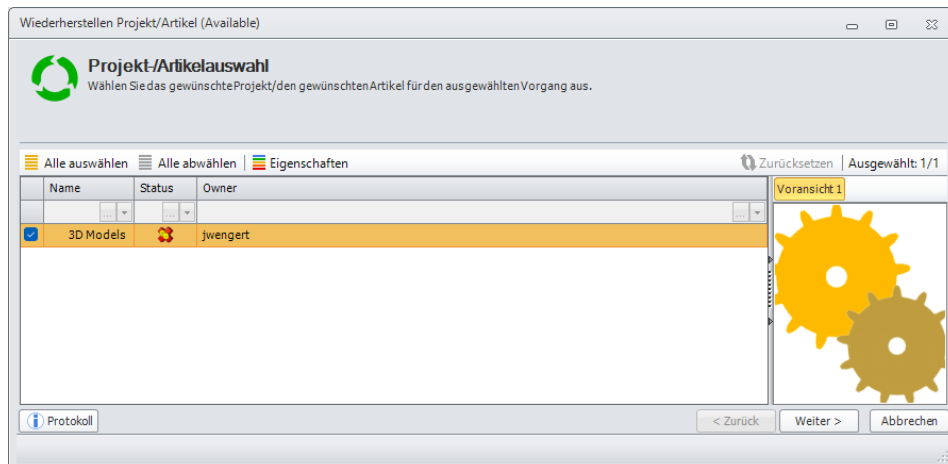 Wiederherstellen Projekt/Artikel (Available)
Projekt-/Artikelauswahl
Wählen Sie das gewünschte Projekt/den gewünschten Artikel für den ausgewählten Vorgang aus.
Alle auswählen Alle abwählen Eigenschaften Zurücksetzen Ausgewählt: 1/1
Name Status Owner Voransicht 1
... ... ...
3D Models jwengert
Protokoll < Zurück Weiter > Abbrechen